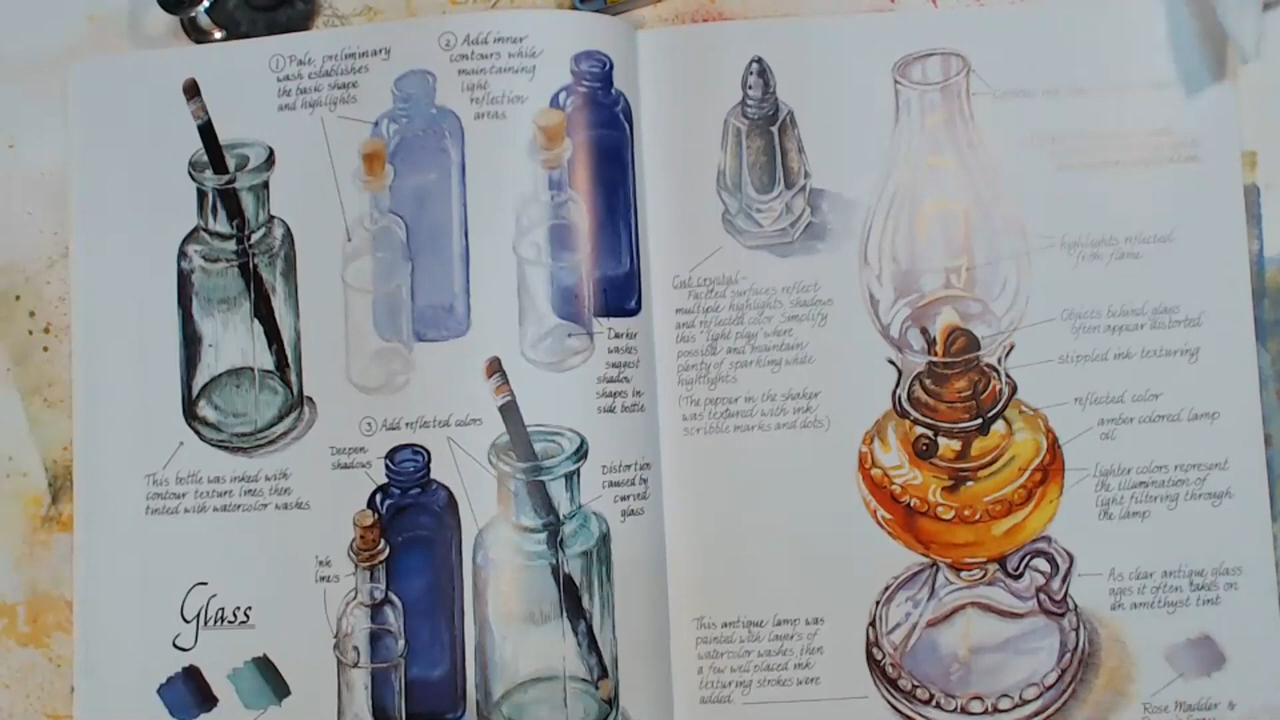 ① Pale, preliminary
wash establishes
the basic shape
and highlights.
② Add inner
contours while
maintaining
light
reflection
areas.
Darker
washes
suggest
shadow
shapes in-
side bottle
This bottle was inked with
contour texture lines, then
tinted with watercolor washes.
③ Add reflected colors
Deepen
shadows
Ink
lines
Distortion
caused by
curved
glass
Glass
Cut crystal-
Faceted surfaces reflect
multiple highlights, shadows
and reflected color. Simplify
this "light play" where
possible and maintain
plenty of sparkling white
highlights.
(The pepper in the shaker
was textured with ink
scribble marks and dots.)
highlights reflected
from flame
Objects behind glass
often appear distorted
stippled ink texturing
reflected color
amber colored lamp
oil
Lighter colors represent
the illumination of
light filtering through
the lamp
As clear, antique glass
ages it often takes on
an amethyst tint
This antique lamp was
painted with layers of
watercolor washes, then
a few well placed ink
texturing strokes were
added.
Rose Madder &